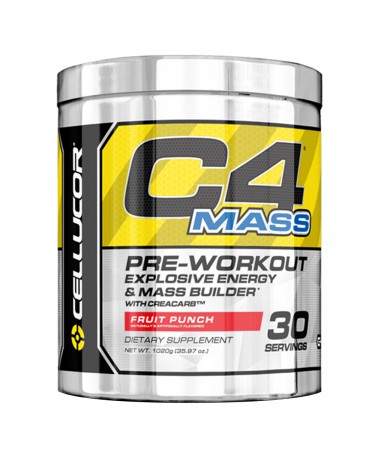 CELLUCOR®
C4
MASS
PRE-WORKOUT
EXPLOSIVE ENERGY
& MASS BUILDER*
WITH CREACARB™
FRUIT PUNCH
NATURALLY & ARTIFICIALLY FLAVORED
30
SERVINGS
DIETARY SUPPLEMENT
NET WT. 1020g (35.97 oz.)